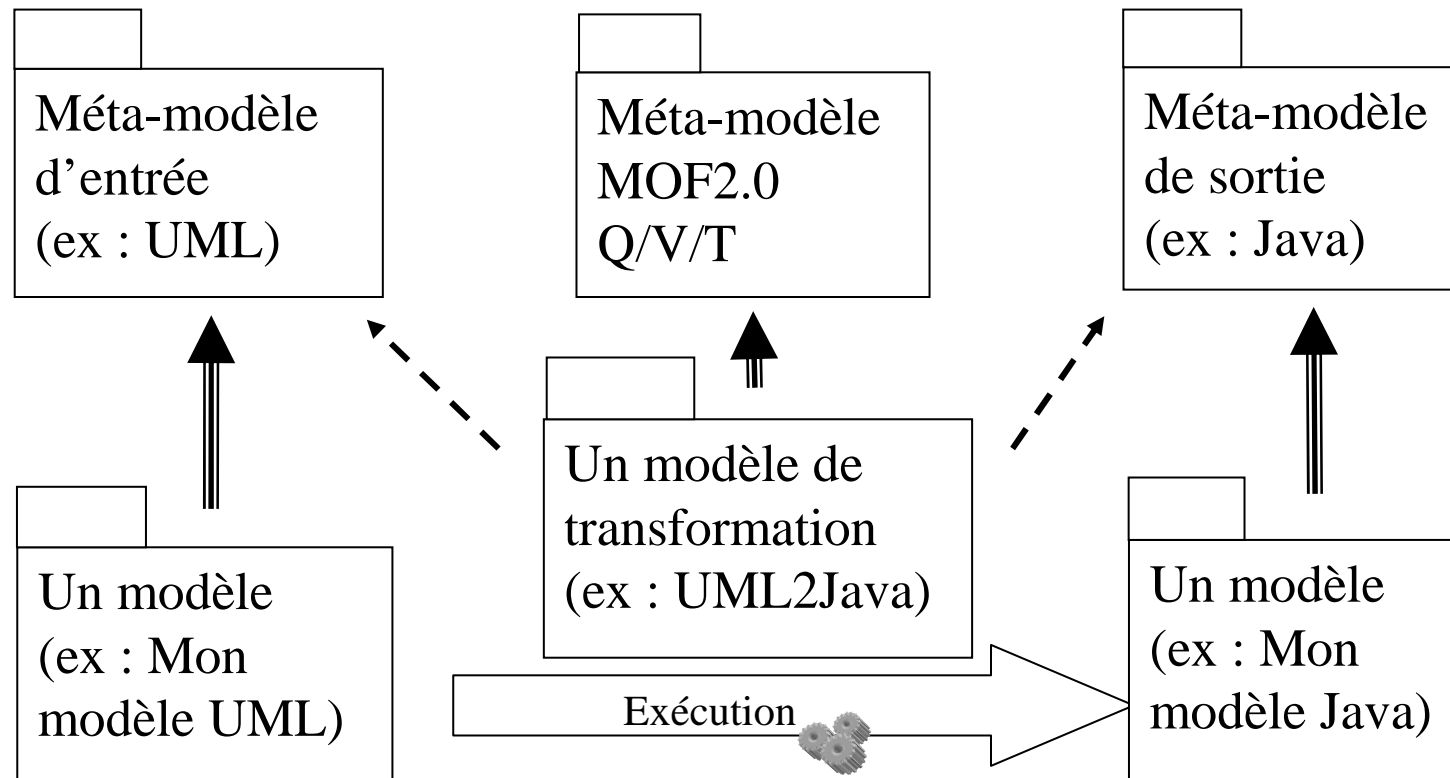 Méta-modèle
d’entrée
(ex : UML)
Méta-modèle
MOF2.0
Q/V/T
Méta-modèle
de sortie
(ex : Java)
Un modèle de
transformation
(ex : UML2Java)
Un modèle
(ex : Mon
modèle UML)
Exécution
Un modèle
(ex : Mon
modèle Java)